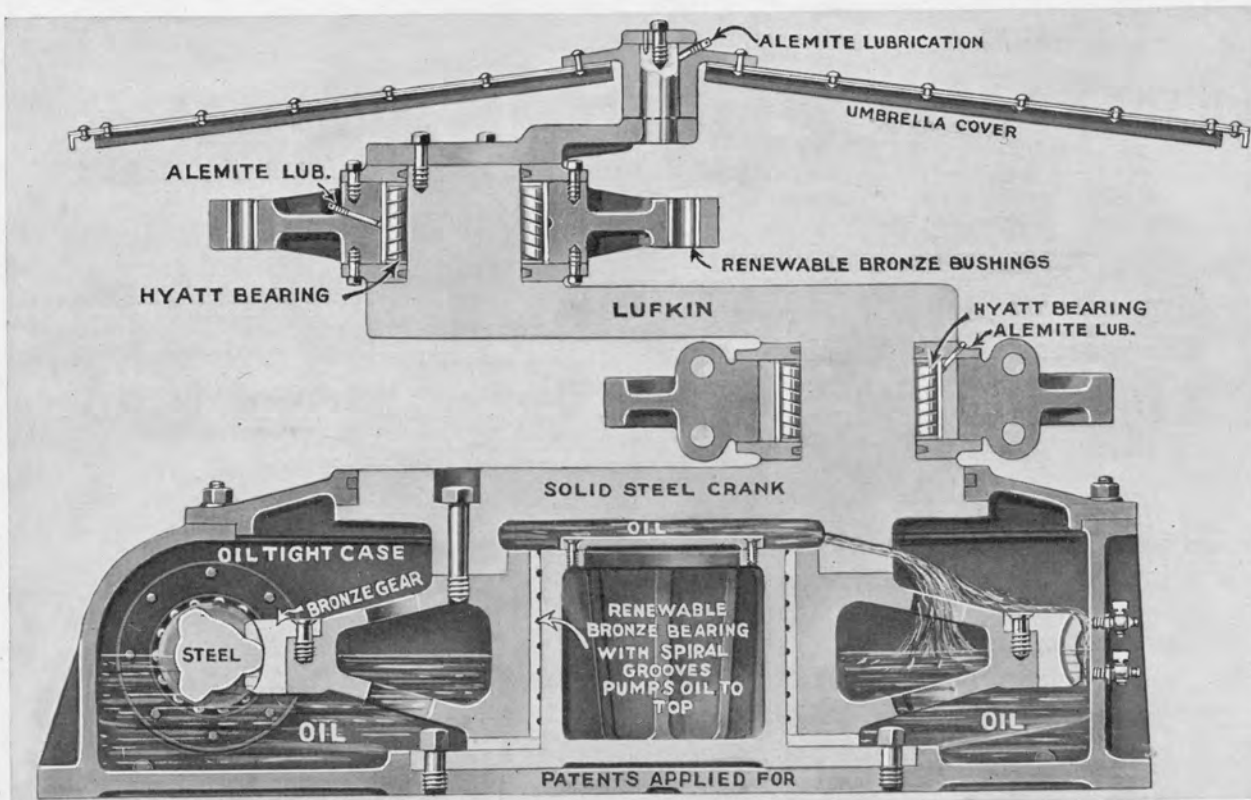 ALEMITE LUBRICATION
UMBRELLA COVER
ALEMITE LUB.
RENEWABLE BRONZE BUSHINGS
HYATT BEARING
LUFKIN
HYATT BEARING
ALEMITE LUB.
SOLID STEEL CRANK
OIL
OIL TIGHT CASE
BRONZE GEAR
STEEL
RENEWABLE
BRONZE BEARING
WITH SPIRAL
GROOVES
PUMPS OIL TO
TOP
OIL
OIL
PATENTS APPLIED FOR